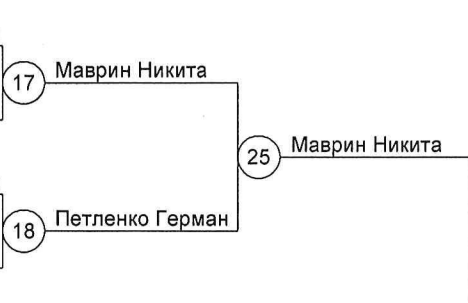 17 Маврин Никита
25 Маврин Никита
18 Петленко Герман